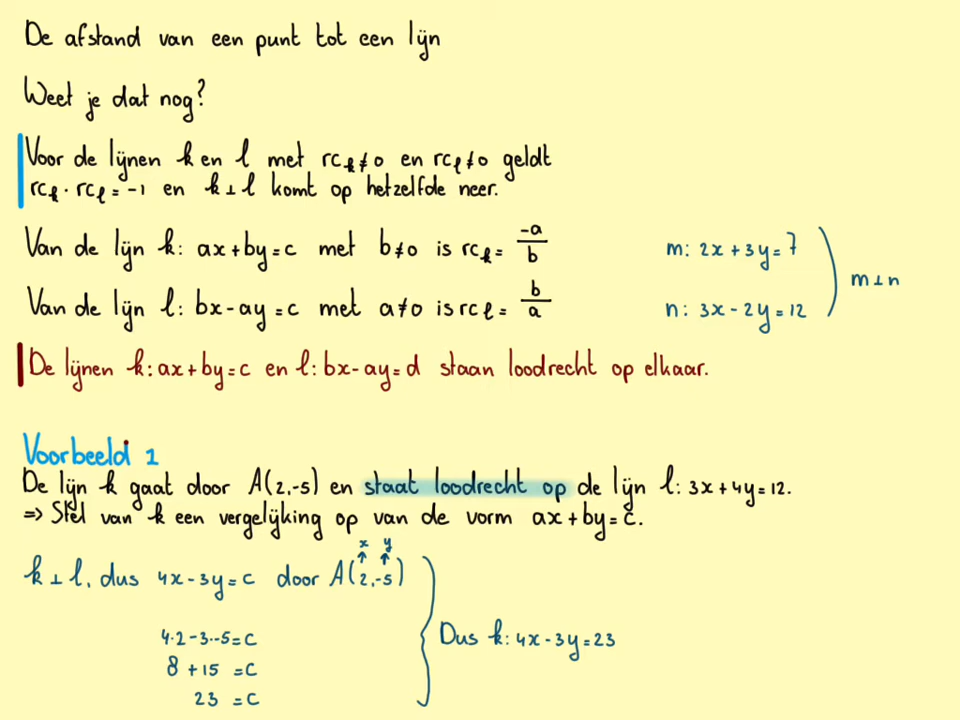 De afstand van een punt tot een lijn
Weet je dat nog?
Voor de lijnen k en l met rcₖ≠0 en rcₗ≠0 geldt
rcₖ · rcₗ = -1 en k⊥l komt op hetzelfde neer.
Van de lijn k: ax+by=c met b≠0 is rcₖ= -a/b
m: 2x+3y=7
Van de lijn l: bx-ay=c met a≠0 is rcₗ= b/a
n: 3x-2y=12
m⊥n
De lijnen k: ax+by=c en l: bx-ay=d staan loodrecht op elkaar.
Voorbeeld 1
De lijn k gaat door A(2,-5) en staat loodrecht op de lijn l: 3x+4y=12.
=> Stel van k een vergelijking op van de vorm ax+by=c.
x y
↑ ↑
k⊥l, dus 4x-3y=c door A(2,-5)
4·2-3·-5=c
8+15 =c
23 =c
Dus k: 4x-3y=23